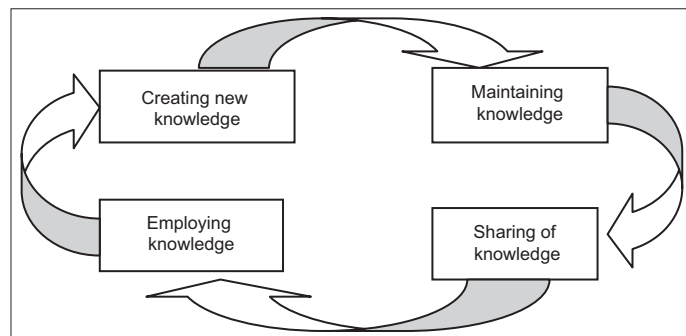 Creating new
knowledge
Maintaining
knowledge
Employing
knowledge
Sharing of
knowledge